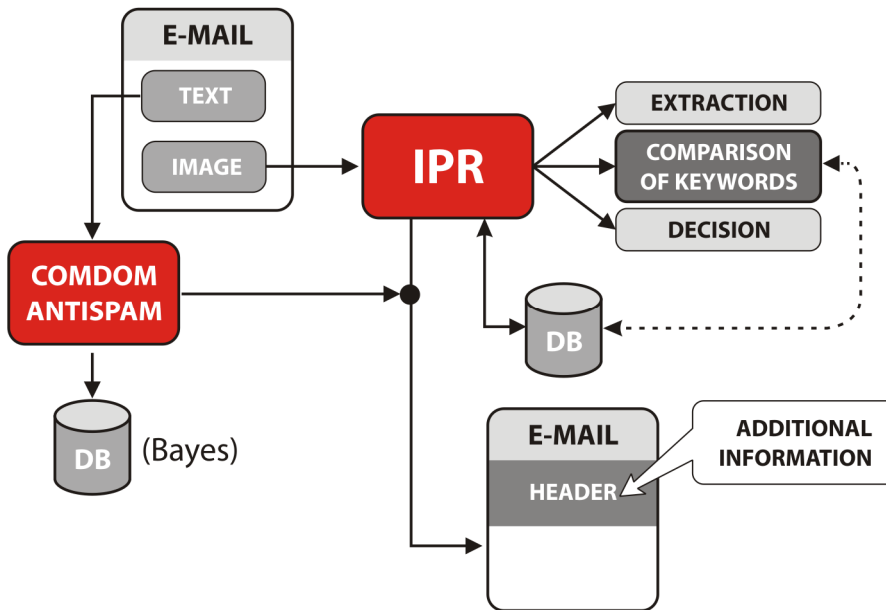 E-MAIL
TEXT
IMAGE
IPR
EXTRACTION
COMPARISON
OF KEYWORDS
DECISION
COMDOM
ANTISPAM
DB
DB
(Bayes)
E-MAIL
HEADER
ADDITIONAL
INFORMATION